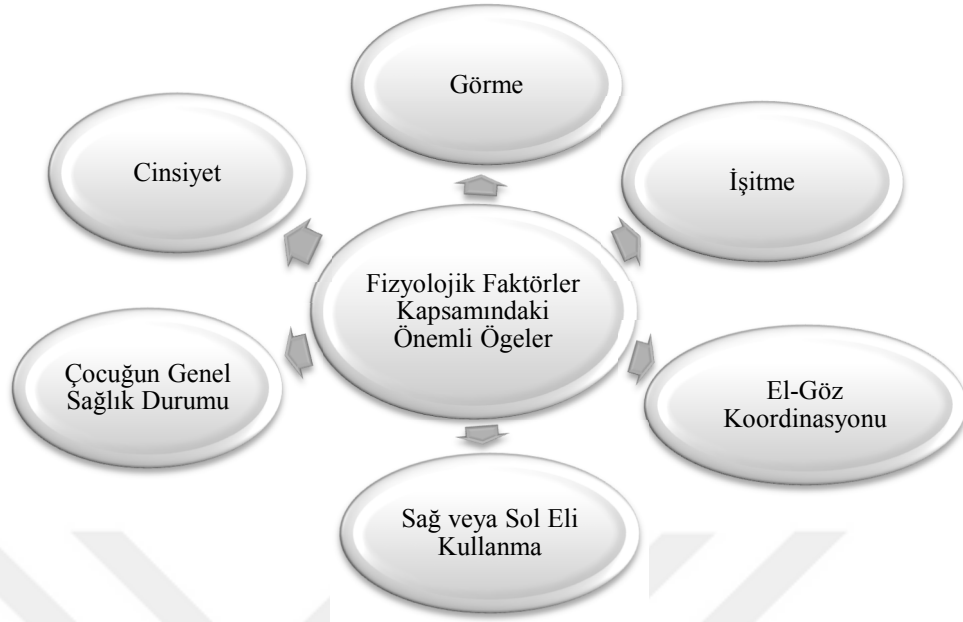 Görme
Cinsiyet
İşitme
Fizyolojik Faktörler
Kapsamındaki
Önemli Ögeler
Çocuğun Genel
Sağlık Durumu
El-Göz
Koordinasyonu
Sağ veya Sol Eli
Kullanma